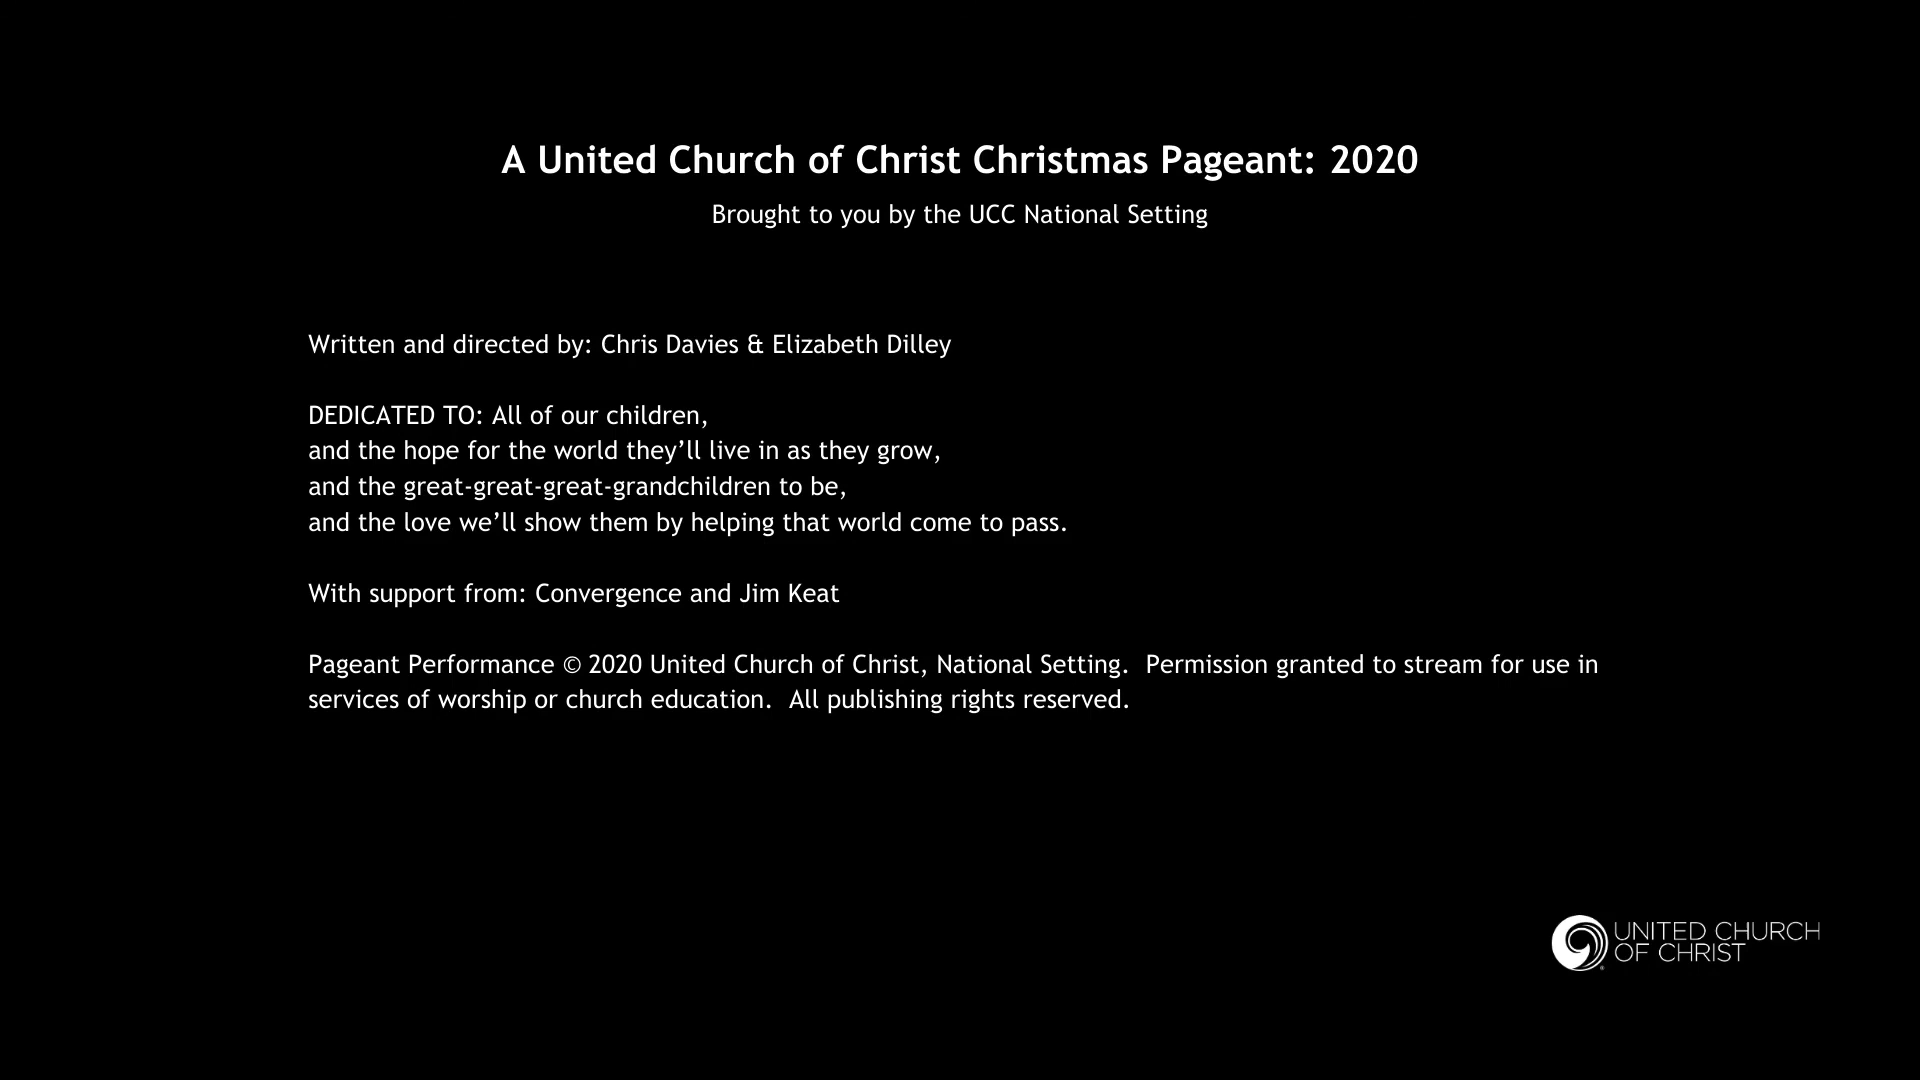 A United Church of Christ Christmas Pageant: 2020
Brought to you by the UCC National Setting
Written and directed by: Chris Davies & Elizabeth Dilley
DEDICATED TO: All of our children,
and the hope for the world they’ll live in as they grow,
and the great-great-great-grandchildren to be,
and the love we’ll show them by helping that world come to pass.
With support from: Convergence and Jim Keat
Pageant Performance © 2020 United Church of Christ, National Setting.  Permission granted to stream for use in
services of worship or church education.  All publishing rights reserved.
UNITED CHURCH
OF CHRIST